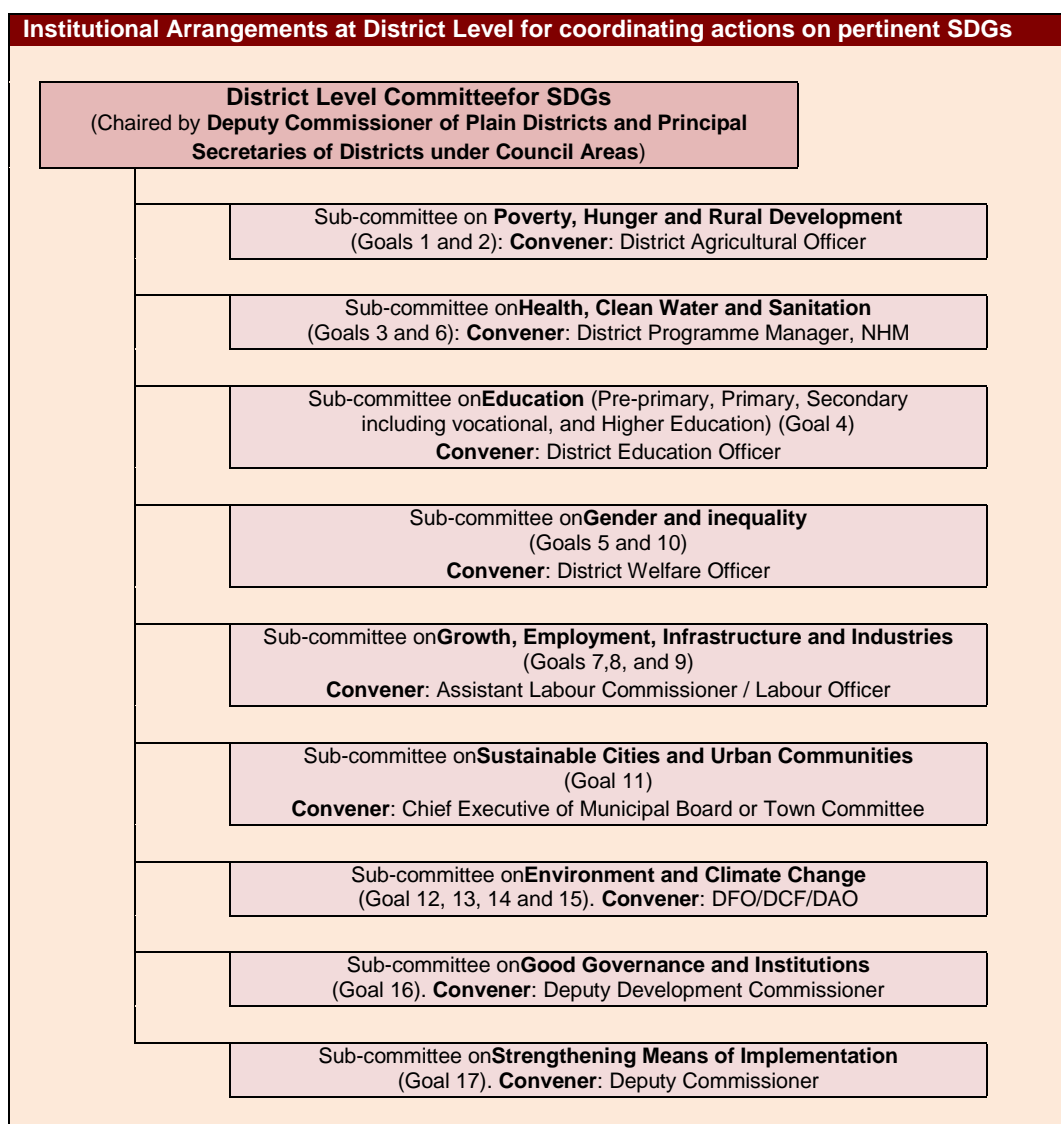 Institutional Arrangements at District Level for coordinating actions on pertinent SDGs
District Level Committeefor SDGs
(Chaired by Deputy Commissioner of Plain Districts and Principal
Secretaries of Districts under Council Areas)
Sub-committee on Poverty, Hunger and Rural Development
(Goals 1 and 2): Convener: District Agricultural Officer
Sub-committee onHealth, Clean Water and Sanitation
(Goals 3 and 6): Convener: District Programme Manager, NHM
Sub-committee onEducation (Pre-primary, Primary, Secondary
including vocational, and Higher Education) (Goal 4)
Convener: District Education Officer
Sub-committee onGender and inequality
(Goals 5 and 10)
Convener: District Welfare Officer
Sub-committee onGrowth, Employment, Infrastructure and Industries
(Goals 7,8, and 9)
Convener: Assistant Labour Commissioner / Labour Officer
Sub-committee onSustainable Cities and Urban Communities
(Goal 11)
Convener: Chief Executive of Municipal Board or Town Committee
Sub-committee onEnvironment and Climate Change
(Goal 12, 13, 14 and 15). Convener: DFO/DCF/DAO
Sub-committee onGood Governance and Institutions
(Goal 16). Convener: Deputy Development Commissioner
Sub-committee onStrengthening Means of Implementation
(Goal 17). Convener: Deputy Commissioner